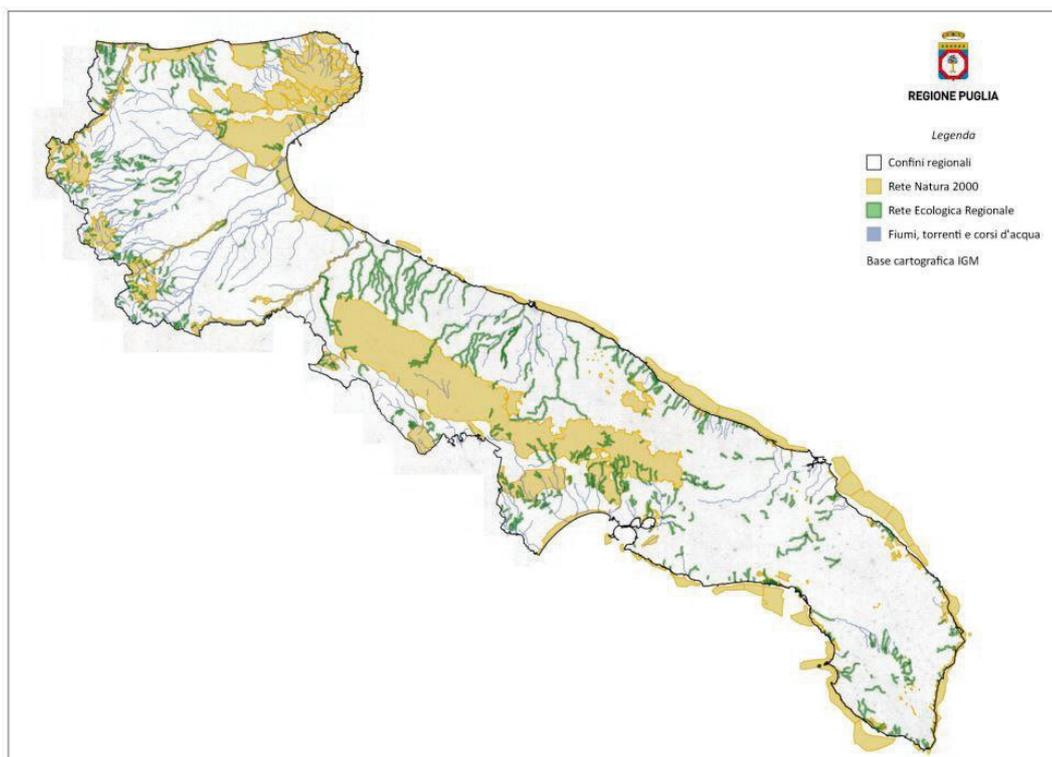 REGIONE PUGLIA
Legenda
Confini regionali
Rete Natura 2000
Rete Ecologica Regionale
Fiumi, torrenti e corsi d'acqua
Base cartografica IGM